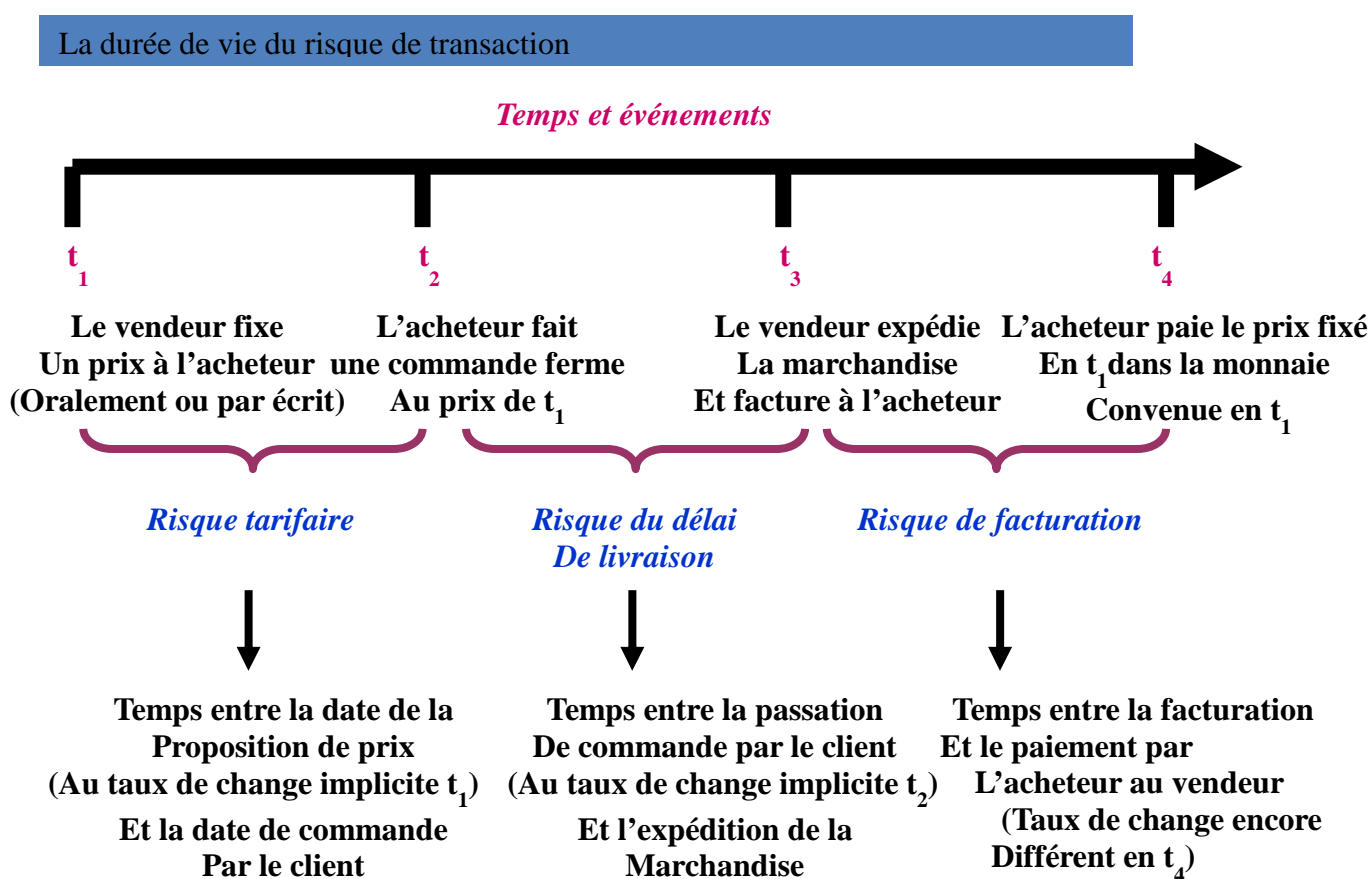 La durée de vie du risque de transaction
Temps et événements
t1
t2
t3
t4
Le vendeur fixe
Un prix à l’acheteur
(Oralement ou par écrit)
L’acheteur fait
une commande ferme
Au prix de t1
Le vendeur expédie
La marchandise
Et facture à l’acheteur
L’acheteur paie le prix fixé
En t1 dans la monnaie
Convenue en t1
Risque tarifaire
Risque du délai
De livraison
Risque de facturation
Temps entre la date de la
Proposition de prix
(Au taux de change implicite t1)
Et la date de commande
Par le client
Temps entre la passation
De commande par le client
(Au taux de change implicite t2)
Et l’expédition de la
Marchandise
Temps entre la facturation
Et le paiement par
L’acheteur au vendeur
(Taux de change encore
Différent en t4)